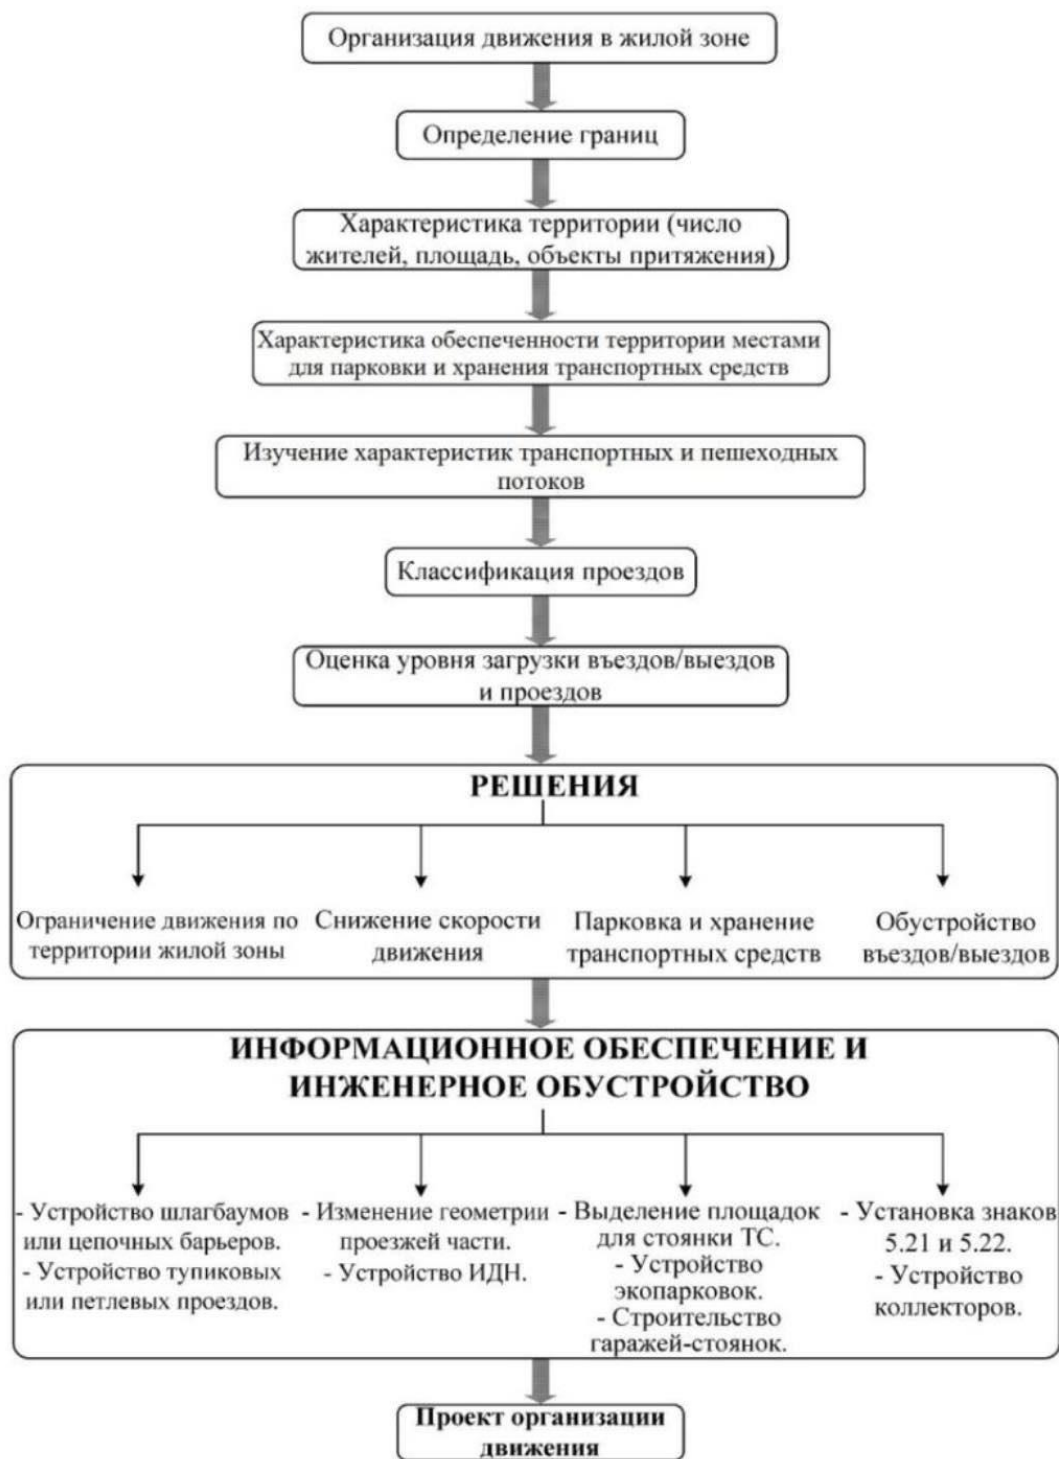 Организация движения в жилой зоне
Определение границ
Характеристика территории (число
жителей, площадь, объекты притяжения)
Характеристика обеспеченности территории местами
для парковки и хранения транспортных средств
Изучение характеристик транспортных и пешеходных
потоков
Классификация проездов
Оценка уровня загрузки въездов/выездов
и проездов
РЕШЕНИЯ
Ограничение движения по
территории жилой зоны
Снижение скорости
движения
Парковка и хранение
транспортных средств
Обустройство
въездов/выездов
ИНФОРМАЦИОННОЕ ОБЕСПЕЧЕНИЕ И
ИНЖЕНЕРНОЕ ОБУСТРОЙСТВО
- Устройство шлагбаумов
или цепочных барьеров.
- Устройство тупиковых
или петлевых проездов.
- Изменение геометрии
проезжей части.
- Устройство ИДН.
- Выделение площадок
для стоянки ТС.
- Устройство
экопарковок.
- Строительство
гаражей-стоянок.
- Установка знаков
5.21 и 5.22.
- Устройство
коллекторов.
Проект организации
движения